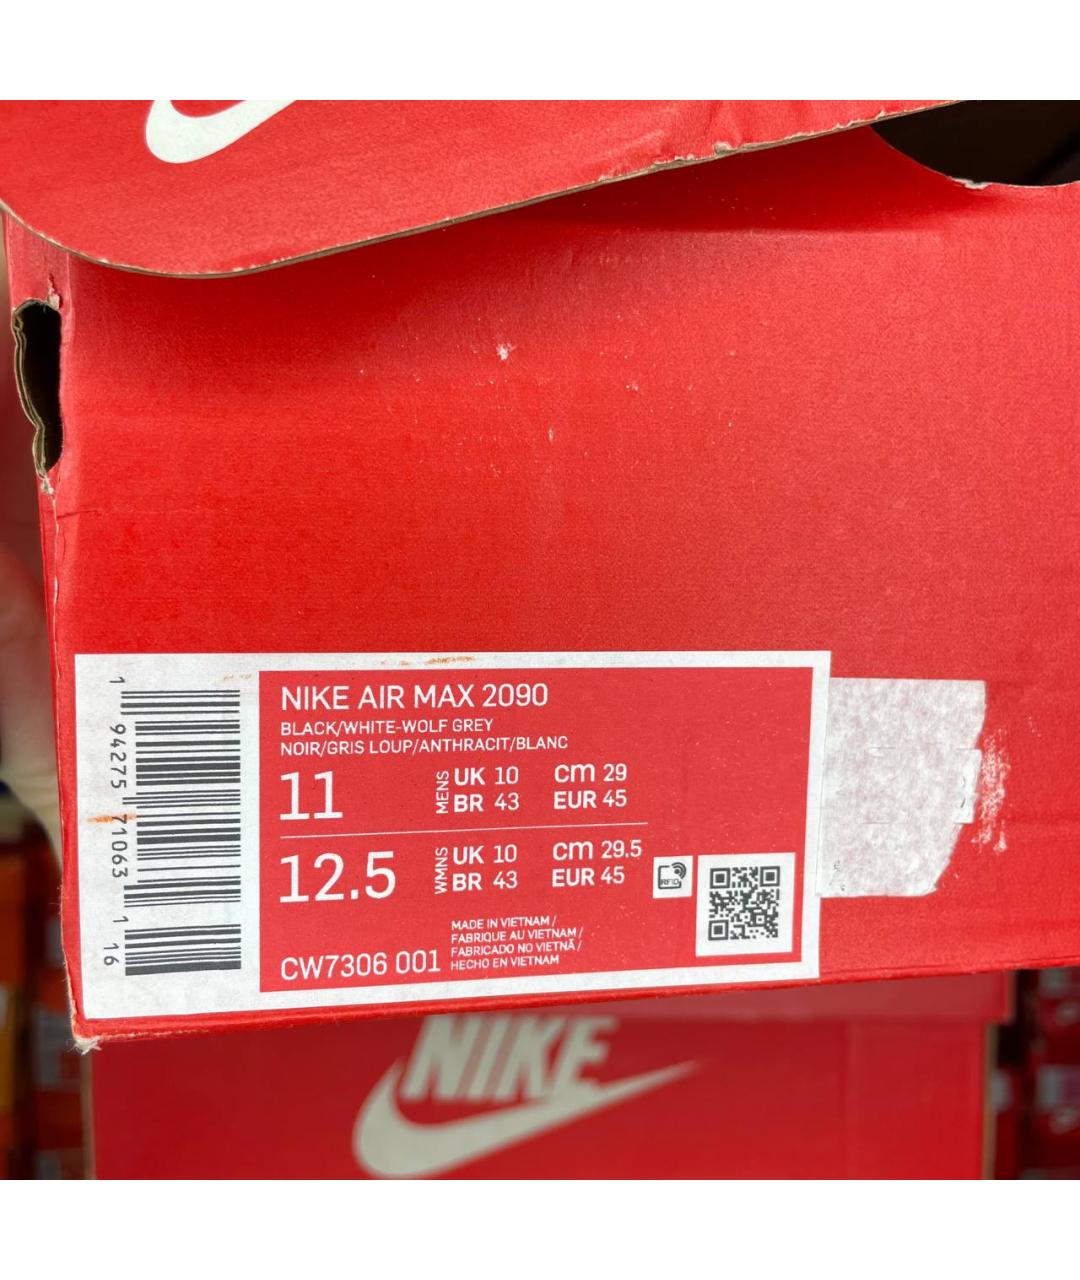 NIKE AIR MAX 2090
BLACK/WHITE-WOLF GREY
NOIR/GRIS LOUP/ANTHRACIT/BLANC
11 MENS UK 10 cm 29
BR 43 EUR 45
12.5 WMNS UK 10 cm 29.5
BR 43 EUR 45
RFID
CW7306 001
MADE IN VIETNAM /
FABRIQUE AU VIETNAM /
FABRICADO NO VIETNÃ /
HECHO EN VIETNAM
1 94275 71063 1 16
NIKE